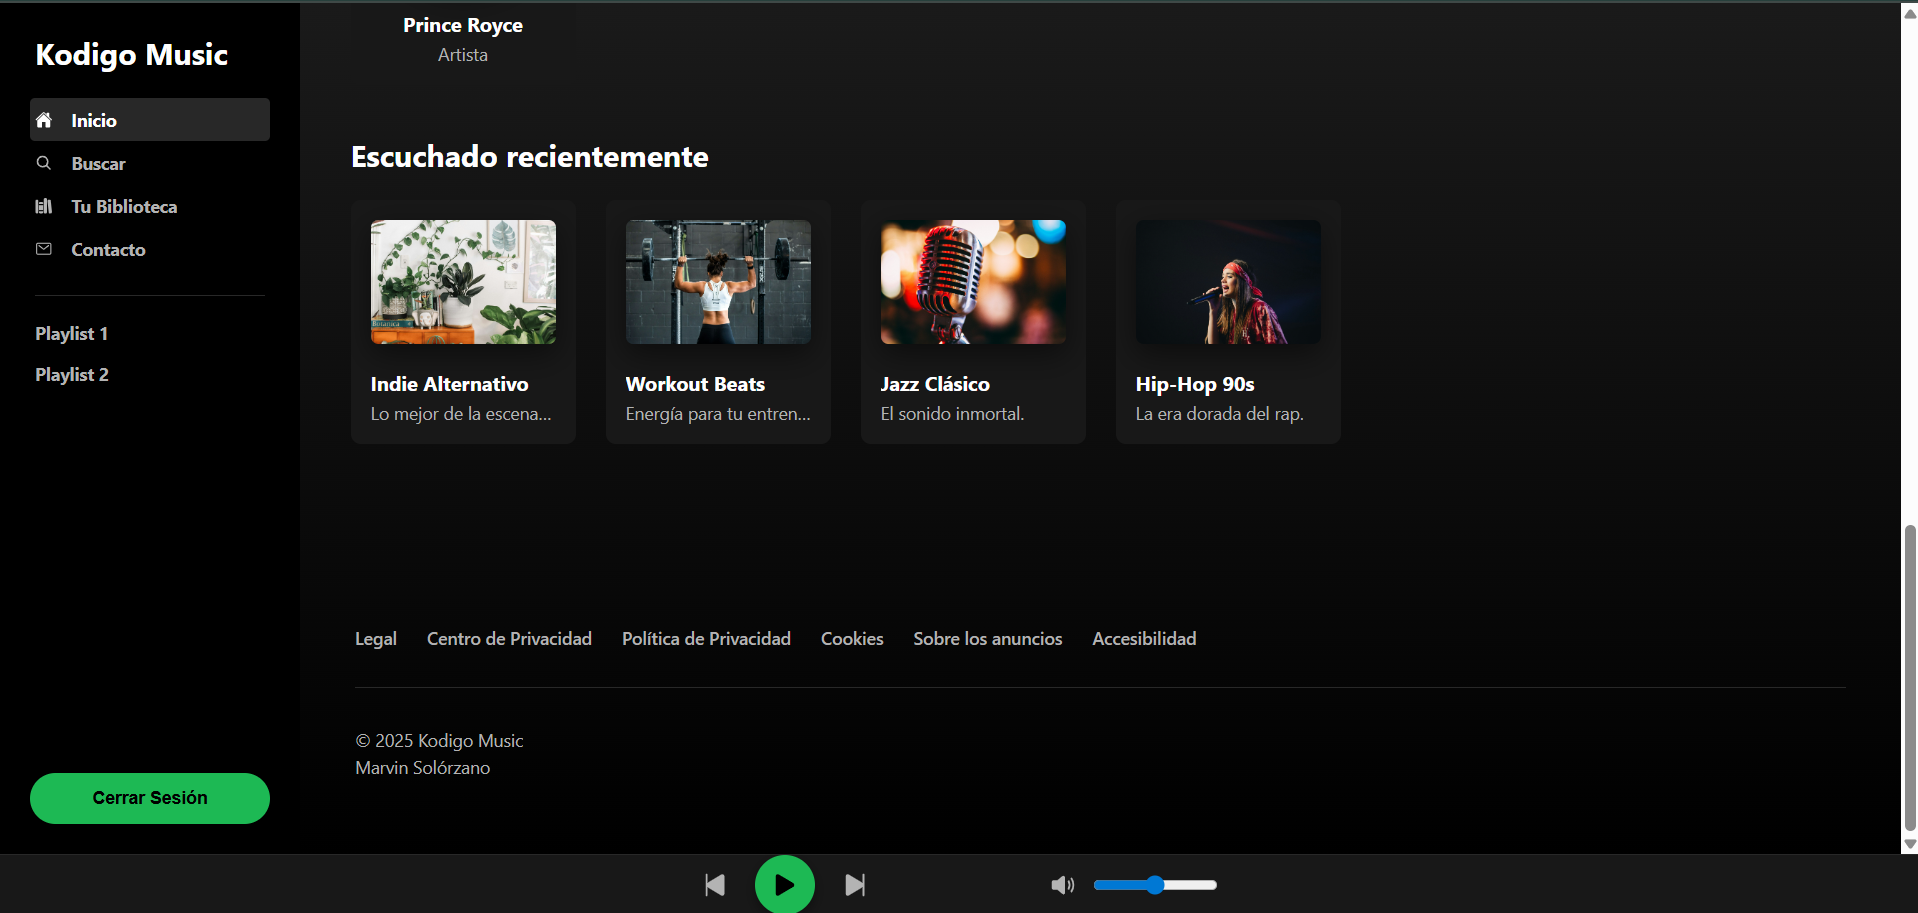 Kodigo Music
Inicio
Buscar
Tu Biblioteca
Contacto
Playlist 1
Playlist 2
Cerrar Sesión
Prince Royce
Artista
Escuchado recientemente
Indie Alternativo
Lo mejor de la escena...
Workout Beats
Energía para tu entren...
Jazz Clásico
El sonido inmortal.
Hip-Hop 90s
La era dorada del rap.
Legal Centro de Privacidad Política de Privacidad Cookies Sobre los anuncios Accesibilidad
© 2025 Kodigo Music
Marvin Solórzano